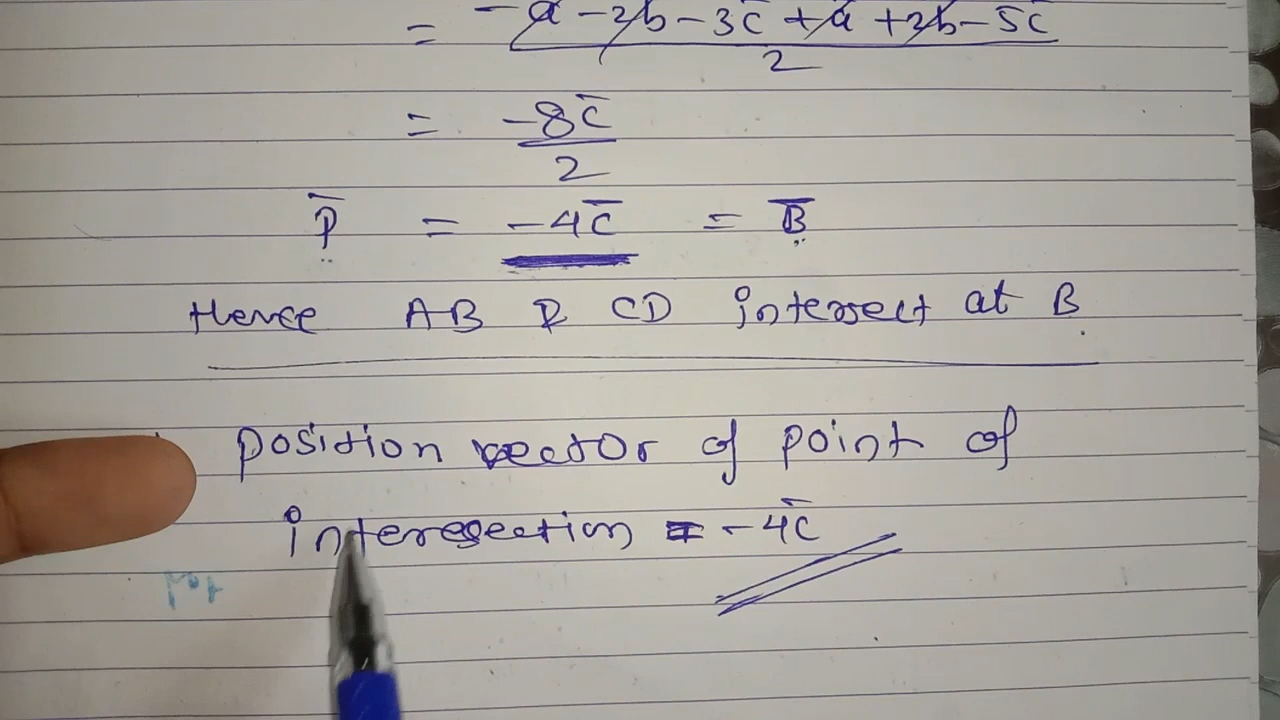 = -a̅ - 2b - 3c̅ + a̅ + 2b - 5c̅
2
= -8c̅
2
P̅ = -4c̅ = B̅
Hence AB & CD intersect at B
position vector of point of
interesection = -4c̅